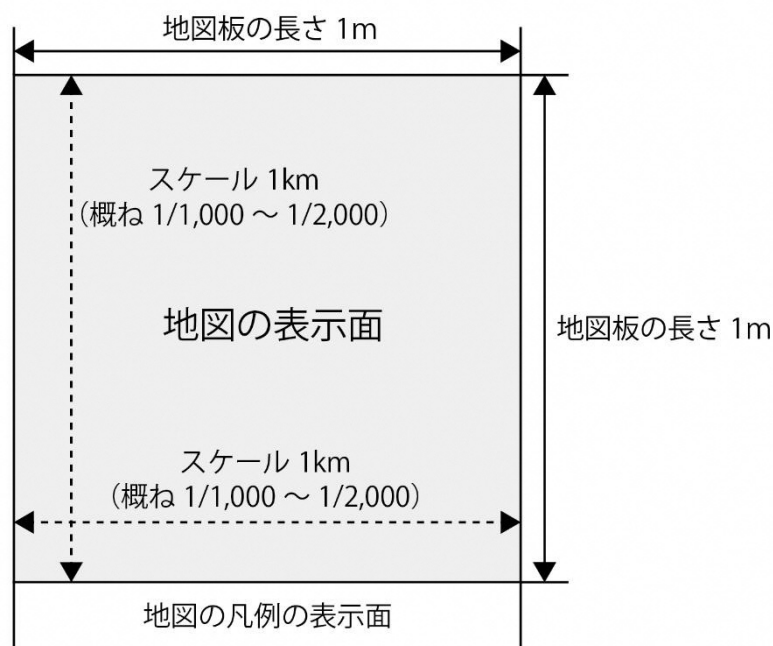 地図板の長さ 1m
スケール 1km
（概ね 1/1,000 ～ 1/2,000）
地図の表示面
地図板の長さ 1m
スケール 1km
（概ね 1/1,000 ～ 1/2,000）
地図の凡例の表示面